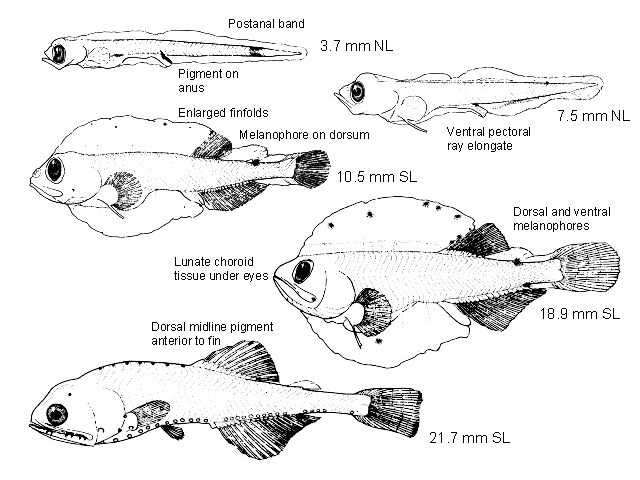 Postanal band
3.7 mm NL
Pigment on
anus
7.5 mm NL
Enlarged finfolds
Melanophore on dorsum
Ventral pectoral
ray elongate
10.5 mm SL
Dorsal and ventral
melanophores
Lunate choroid
tissue under eyes
18.9 mm SL
Dorsal midline pigment
anterior to fin
21.7 mm SL